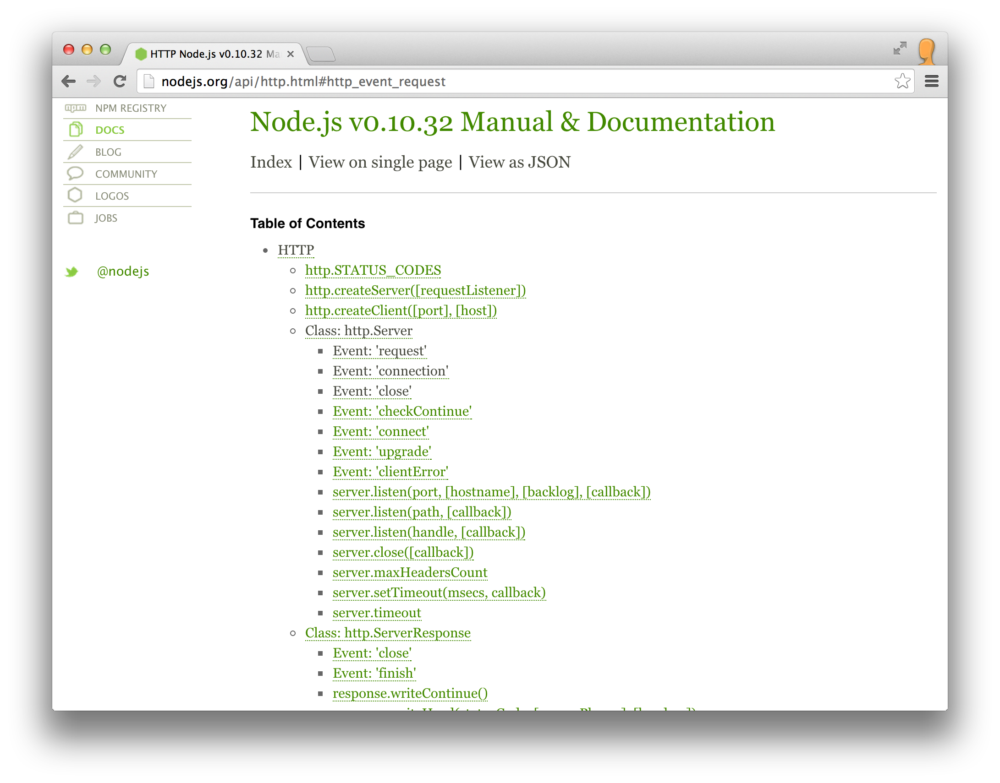 HTTP Node.js v0.10.32 Ma
nodejs.org/api/http.html#http_event_request
NPM REGISTRY
DOCS
BLOG
COMMUNITY
LOGOS
JOBS
@nodejs
Node.js v0.10.32 Manual & Documentation
Index | View on single page | View as JSON
Table of Contents
HTTP
http.STATUS_CODES
http.createServer([requestListener])
http.createClient([port], [host])
Class: http.Server
Event: 'request'
Event: 'connection'
Event: 'close'
Event: 'checkContinue'
Event: 'connect'
Event: 'upgrade'
Event: 'clientError'
server.listen(port, [hostname], [backlog], [callback])
server.listen(path, [callback])
server.listen(handle, [callback])
server.close([callback])
server.maxHeadersCount
server.setTimeout(msecs, callback)
server.timeout
Class: http.ServerResponse
Event: 'close'
Event: 'finish'
response.writeContinue()